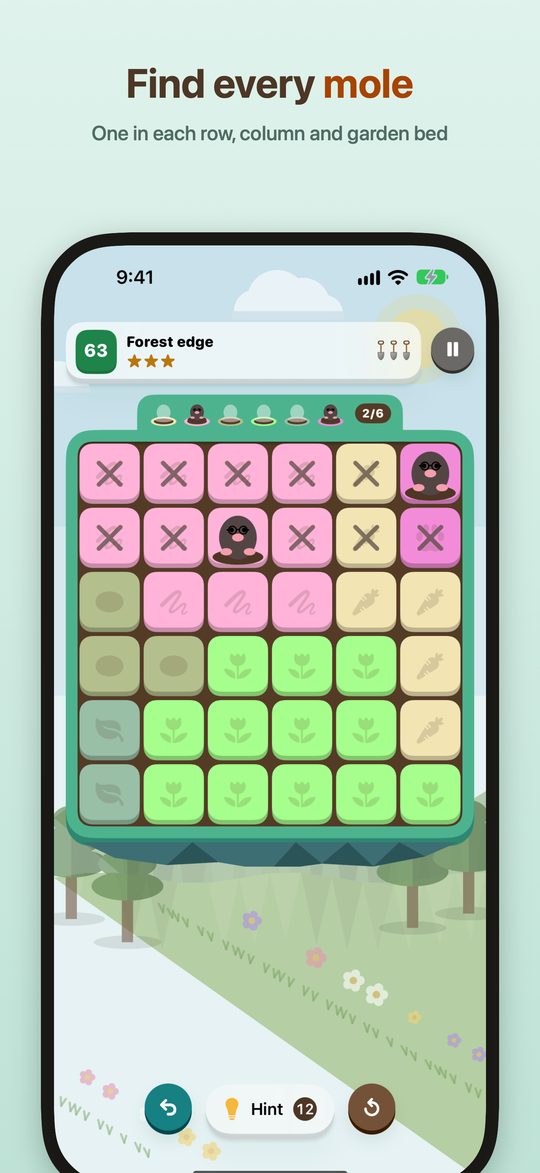 Find every mole
One in each row, column and garden bed
9:41
63
Forest edge
2/6
Hint 12